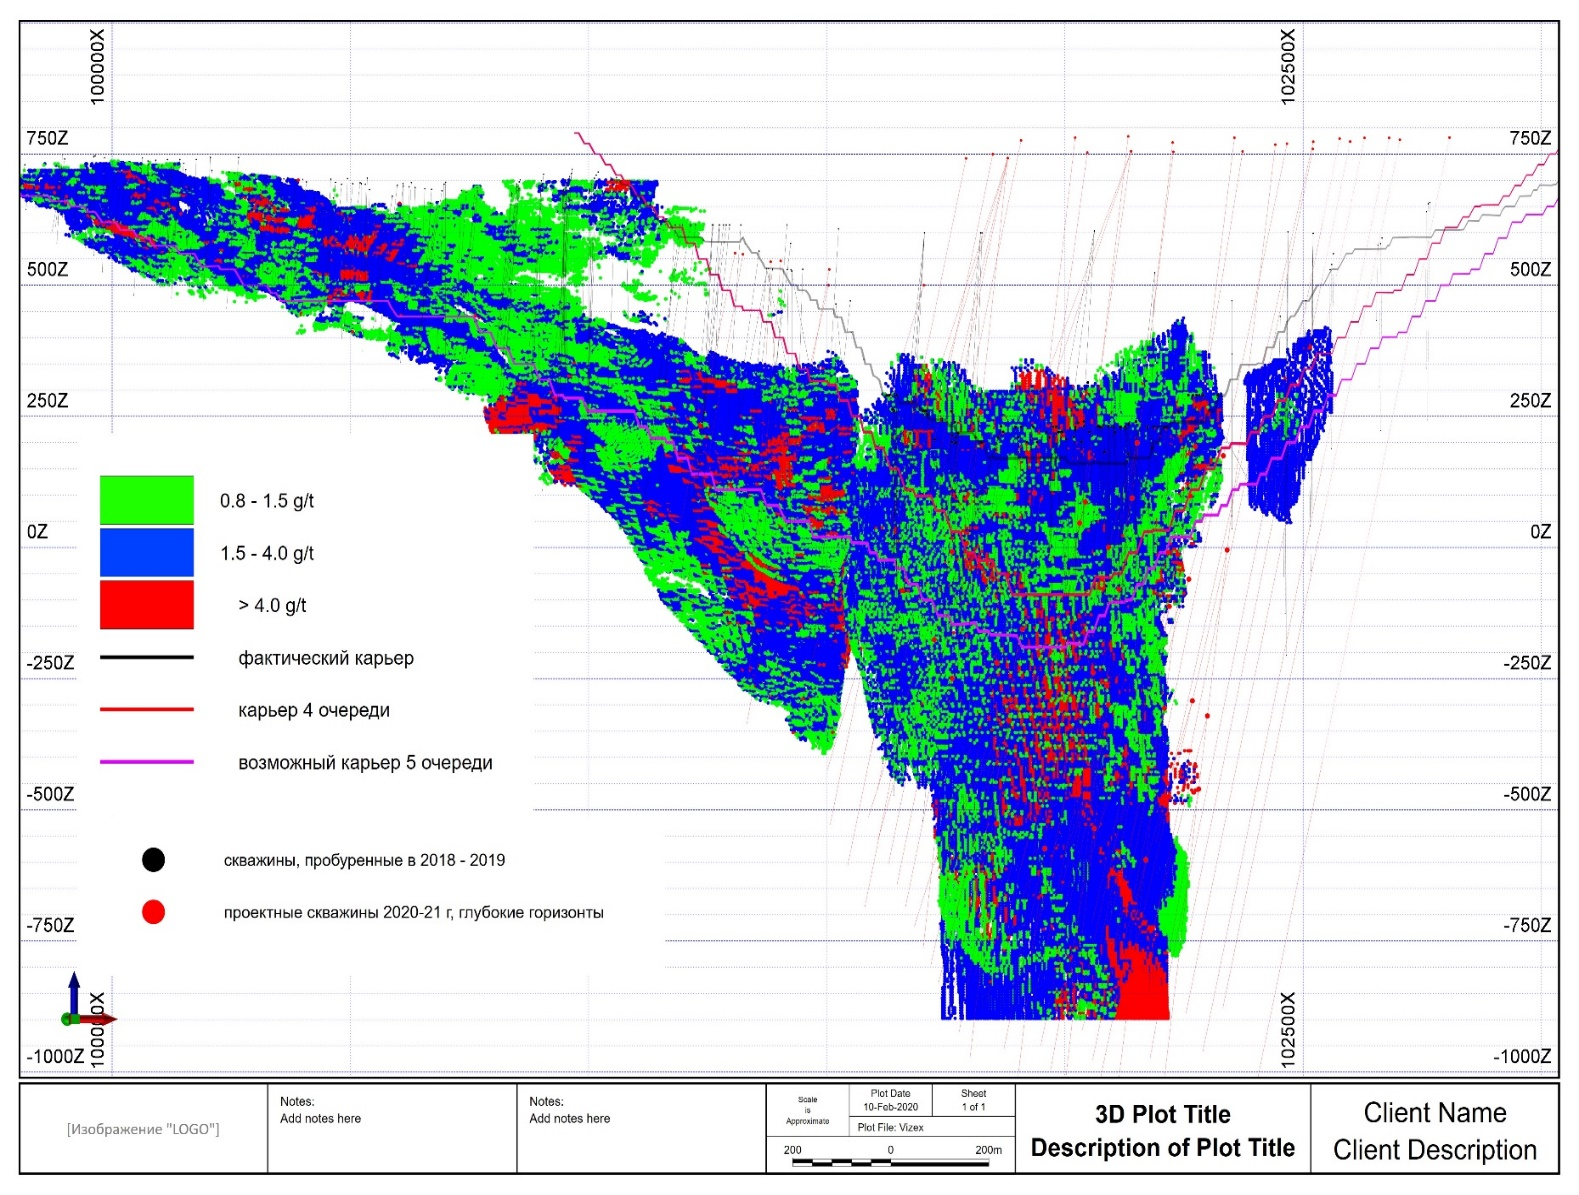 100000X
102500X
750Z
750Z
500Z
500Z
250Z
250Z
0.8 - 1.5 g/t
0Z
0Z
1.5 - 4.0 g/t
> 4.0 g/t
фактический карьер
-250Z
-250Z
карьер 4 очереди
возможный карьер 5 очереди
-500Z
-500Z
скважины, пробуренные в 2018 - 2019
проектные скважины 2020-21 г, глубокие горизонты
-750Z
-750Z
100000X
102500X
-1000Z
-1000Z
[Изображение "LOGO"]
Notes:
Add notes here
Notes:
Add notes here
Scale
is
Approximate
Plot Date
10-Feb-2020
Sheet
1 of 1
Plot File: Vizex
200 0 200m
3D Plot Title
Description of Plot Title
Client Name
Client Description